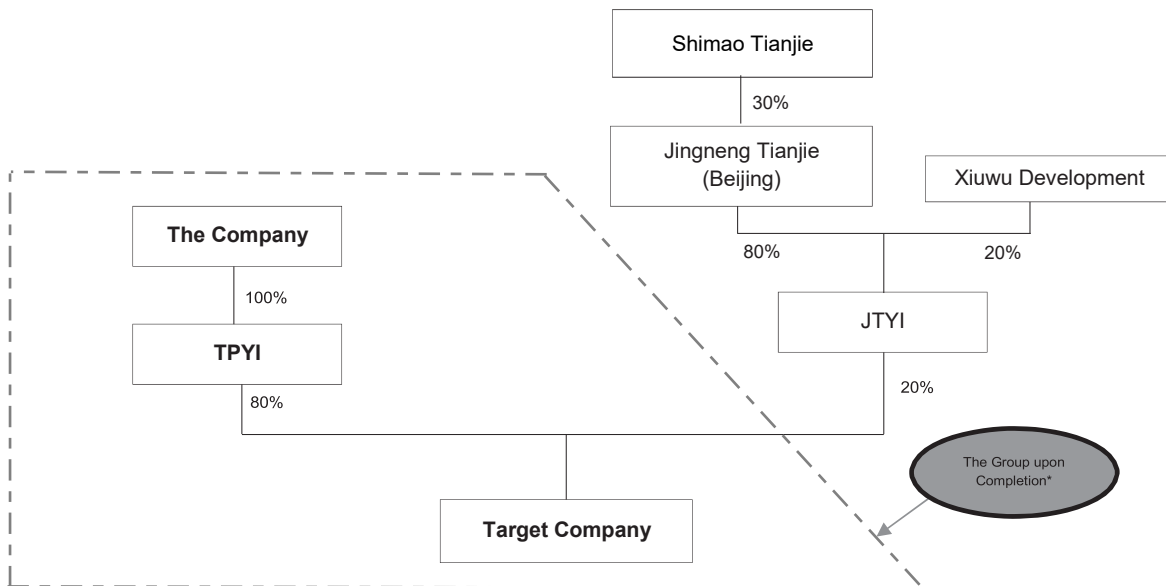 Shimao Tianjie
30%
Jingneng Tianjie
(Beijing)
Xiuwu Development
The Company
80%
20%
100%
JTYI
TPYI
20%
80%
The Group upon
Completion*
Target Company